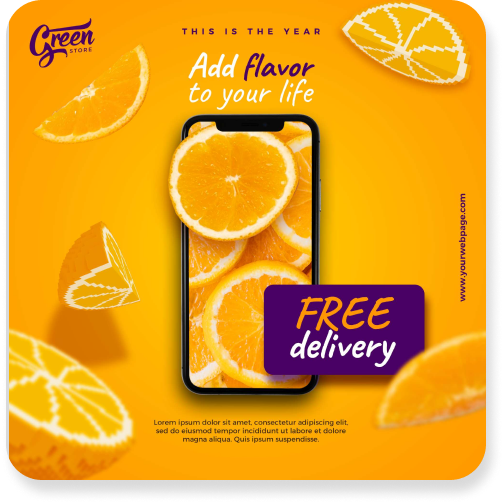 Green
STORE
THIS IS THE YEAR
Add flavor
to your life
www.yourwebpage.com
FREE
delivery
Lorem ipsum dolor sit amet, consectetur adipiscing elit,
sed do eiusmod tempor incididunt ut labore et dolore
magna aliqua. Quis ipsum suspendisse.